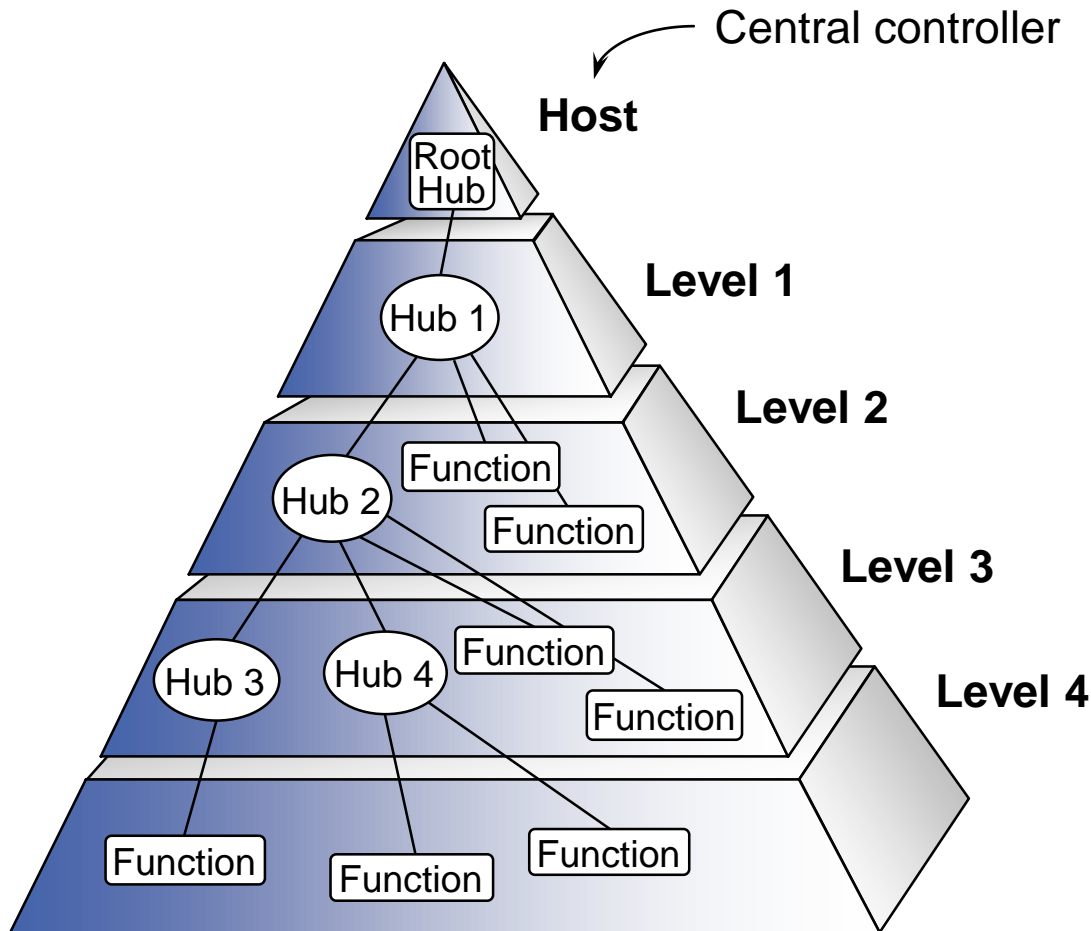 Central controller
Host
Root
Hub
Level 1
Hub 1
Level 2
Function
Hub 2
Function
Level 3
Function
Hub 3
Hub 4
Function
Level 4
Function
Function
Function